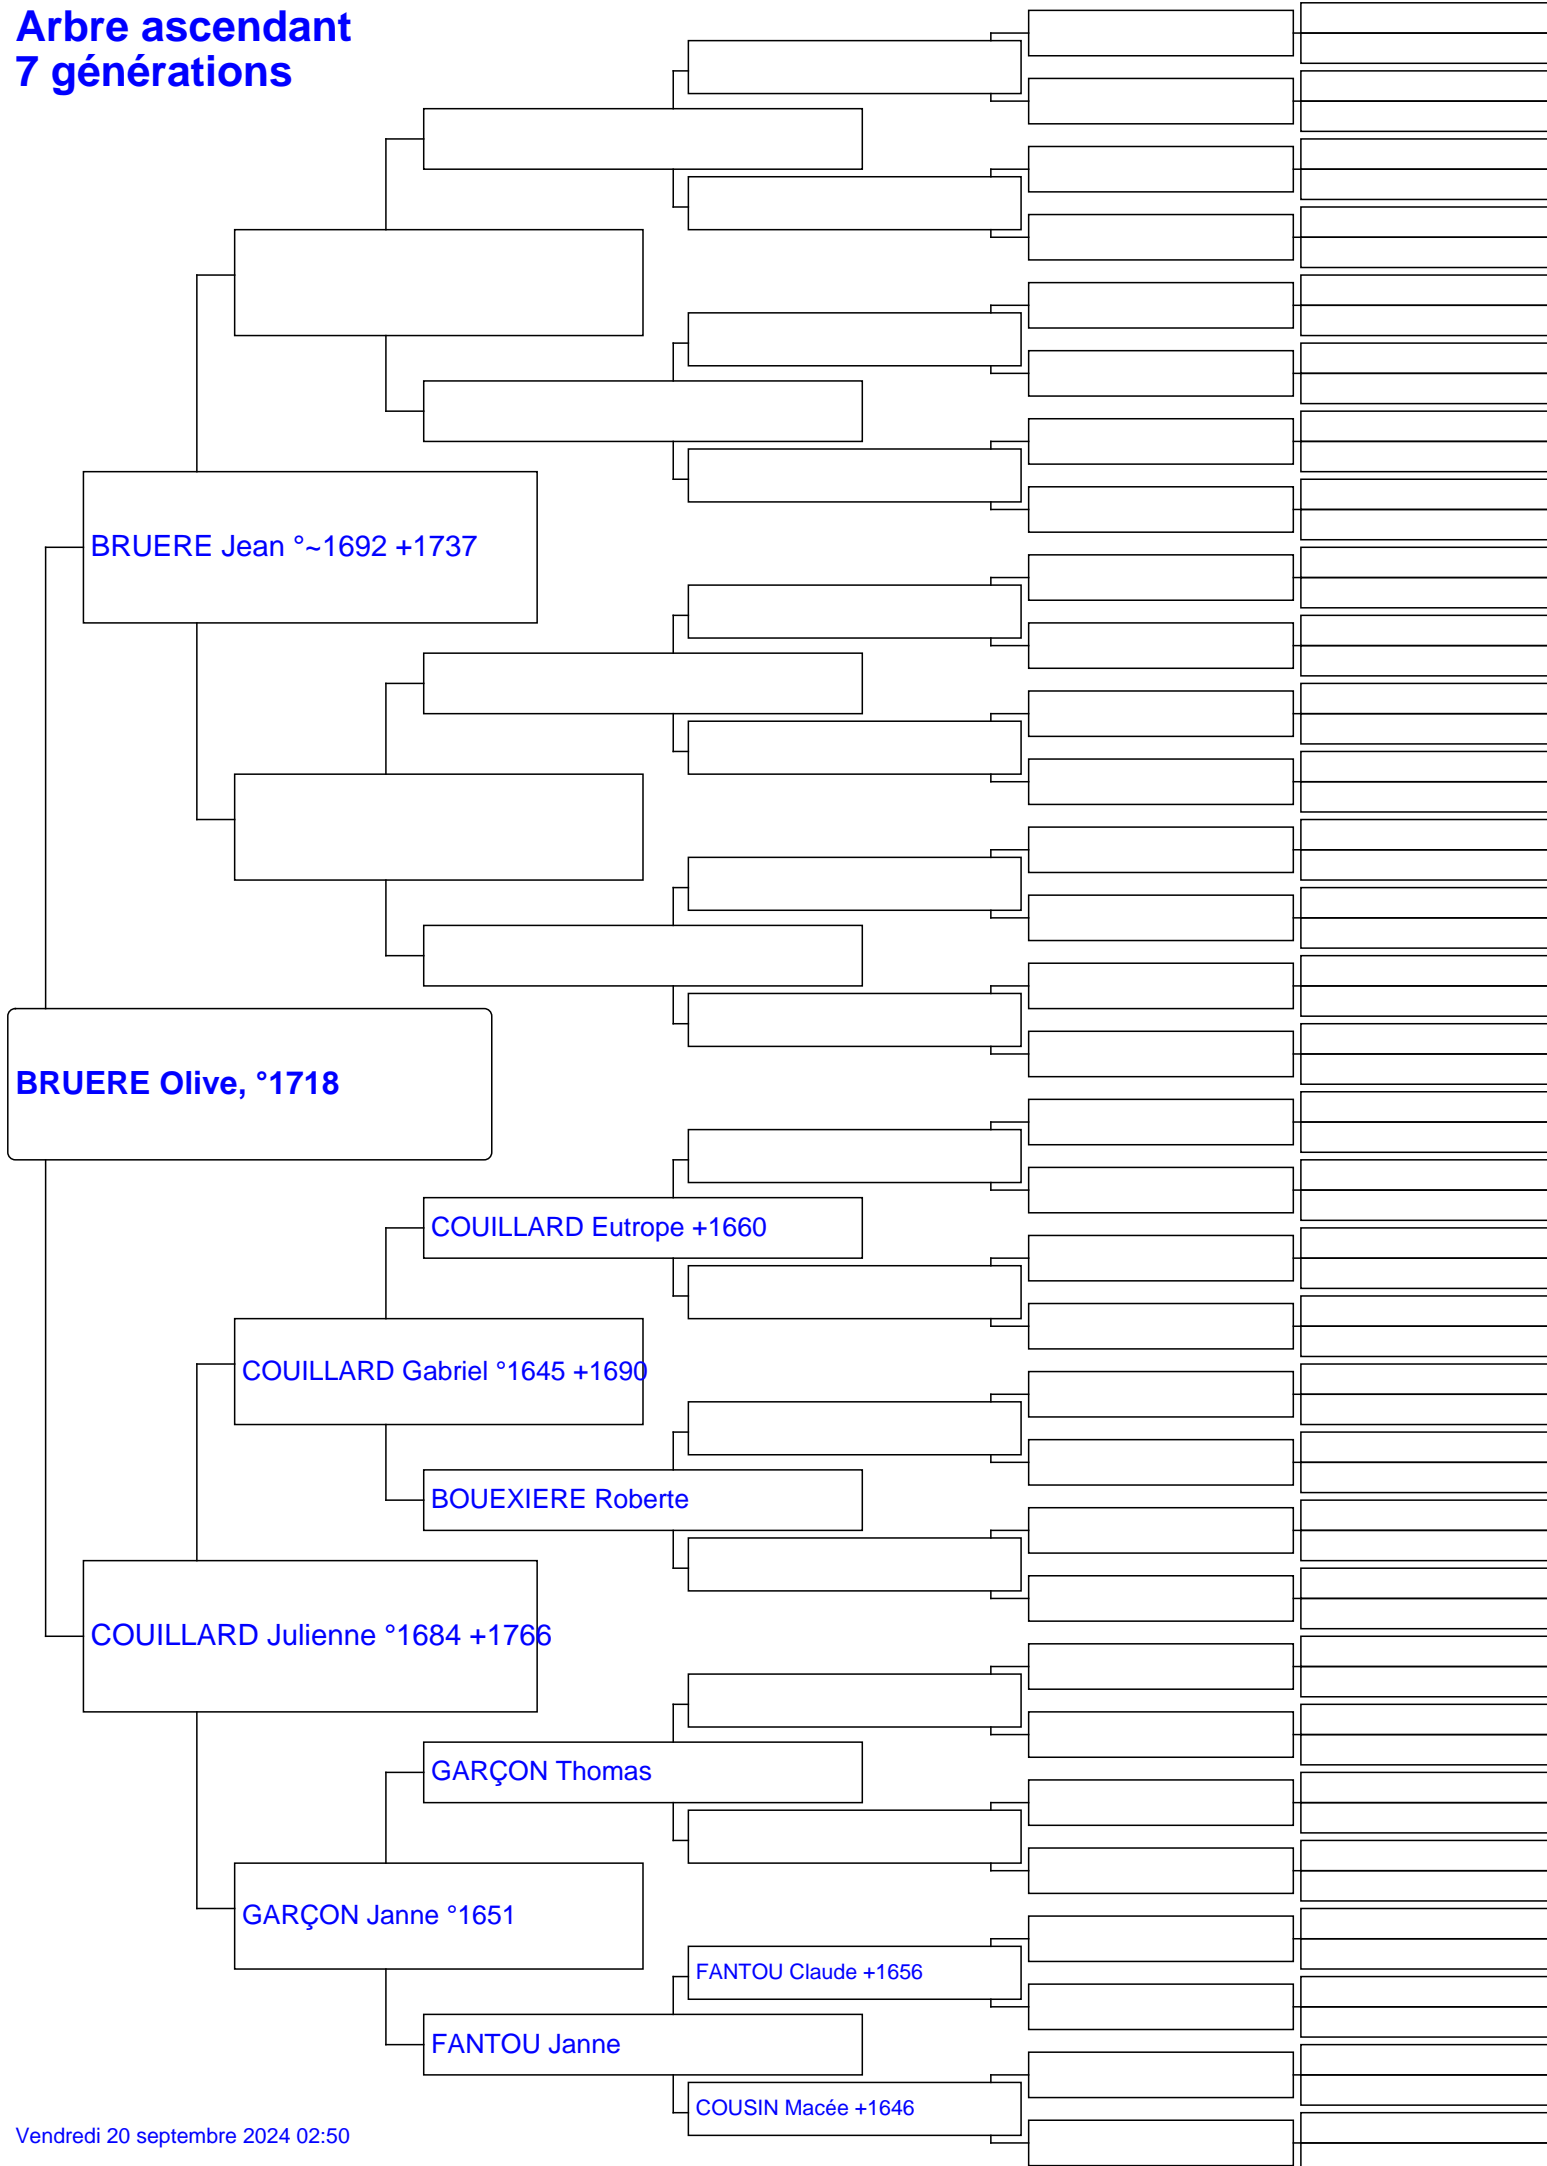 Arbre ascendant
7 générations
BRUERE Jean °~1692 +1737
BRUERE Olive, °1718
COUILLARD Eutrope +1660
COUILLARD Gabriel °1645 +1690
BOUEXIERE Roberte
COUILLARD Julienne °1684 +1766
GARÇON Thomas
GARÇON Janne °1651
FANTOU Claude +1656
FANTOU Janne
COUSIN Macée +1646
Vendredi 20 septembre 2024 02:50